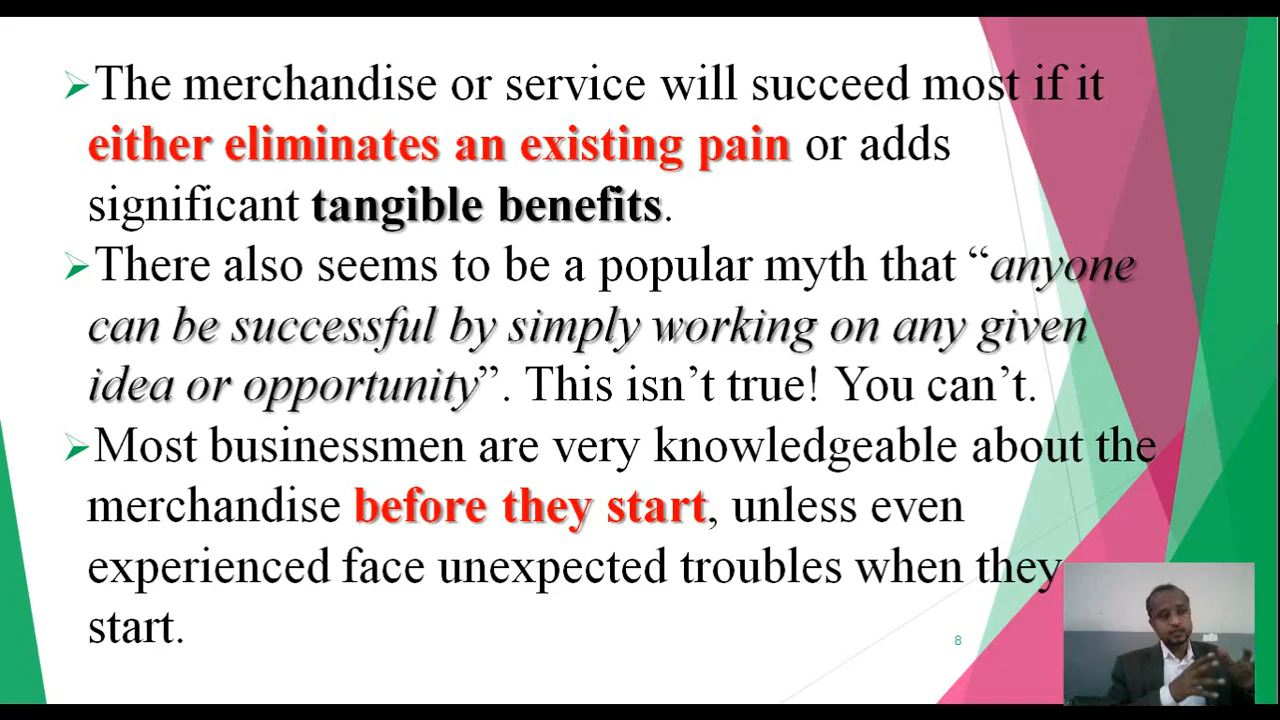 ➢The merchandise or service will succeed most if it
either eliminates an existing pain or adds
significant tangible benefits.
➢There also seems to be a popular myth that “anyone
can be successful by simply working on any given
idea or opportunity”. This isn’t true! You can’t.
➢Most businessmen are very knowledgeable about the
merchandise before they start, unless even
experienced face unexpected troubles when they
start.
8